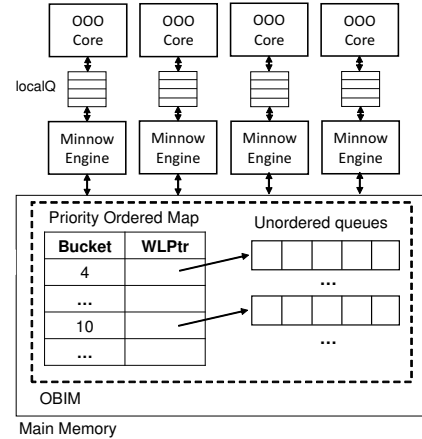 OOO OOO OOO OOO
Core Core Core Core
localQ
Minnow Minnow Minnow Minnow
Engine Engine Engine Engine
Priority Ordered Map
Unordered queues
Bucket WLPtr
4
...
...
10
...
...
OBIM
Main Memory